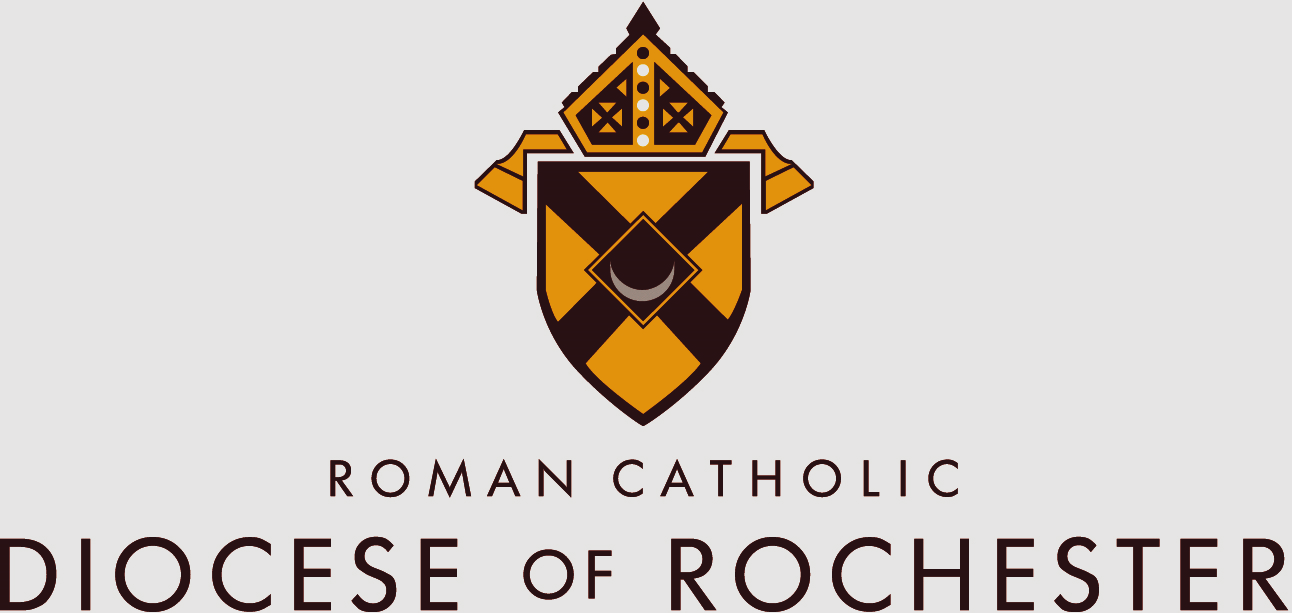 ROMAN CATHOLIC
DIOCESE OF ROCHESTER